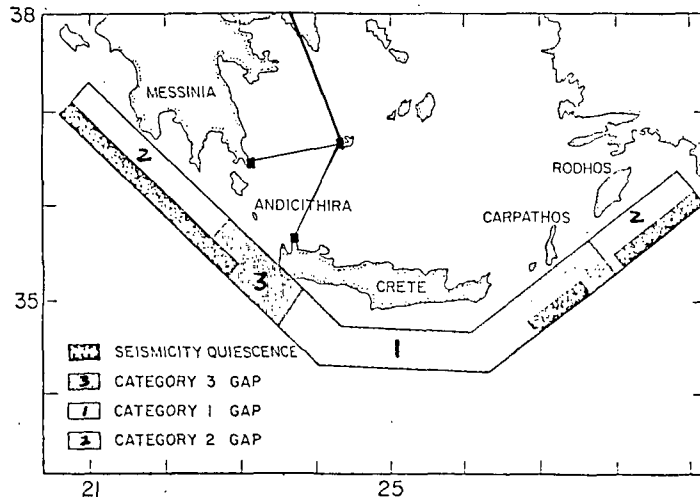 38
MESSINIA
2
ANDICITHIRA
RODHOS
CARPATHOS
2
3
35
CRETE
1
SEISMICITY QUIESCENCE
3 CATEGORY 3 GAP
1 CATEGORY 1 GAP
2 CATEGORY 2 GAP
21
25